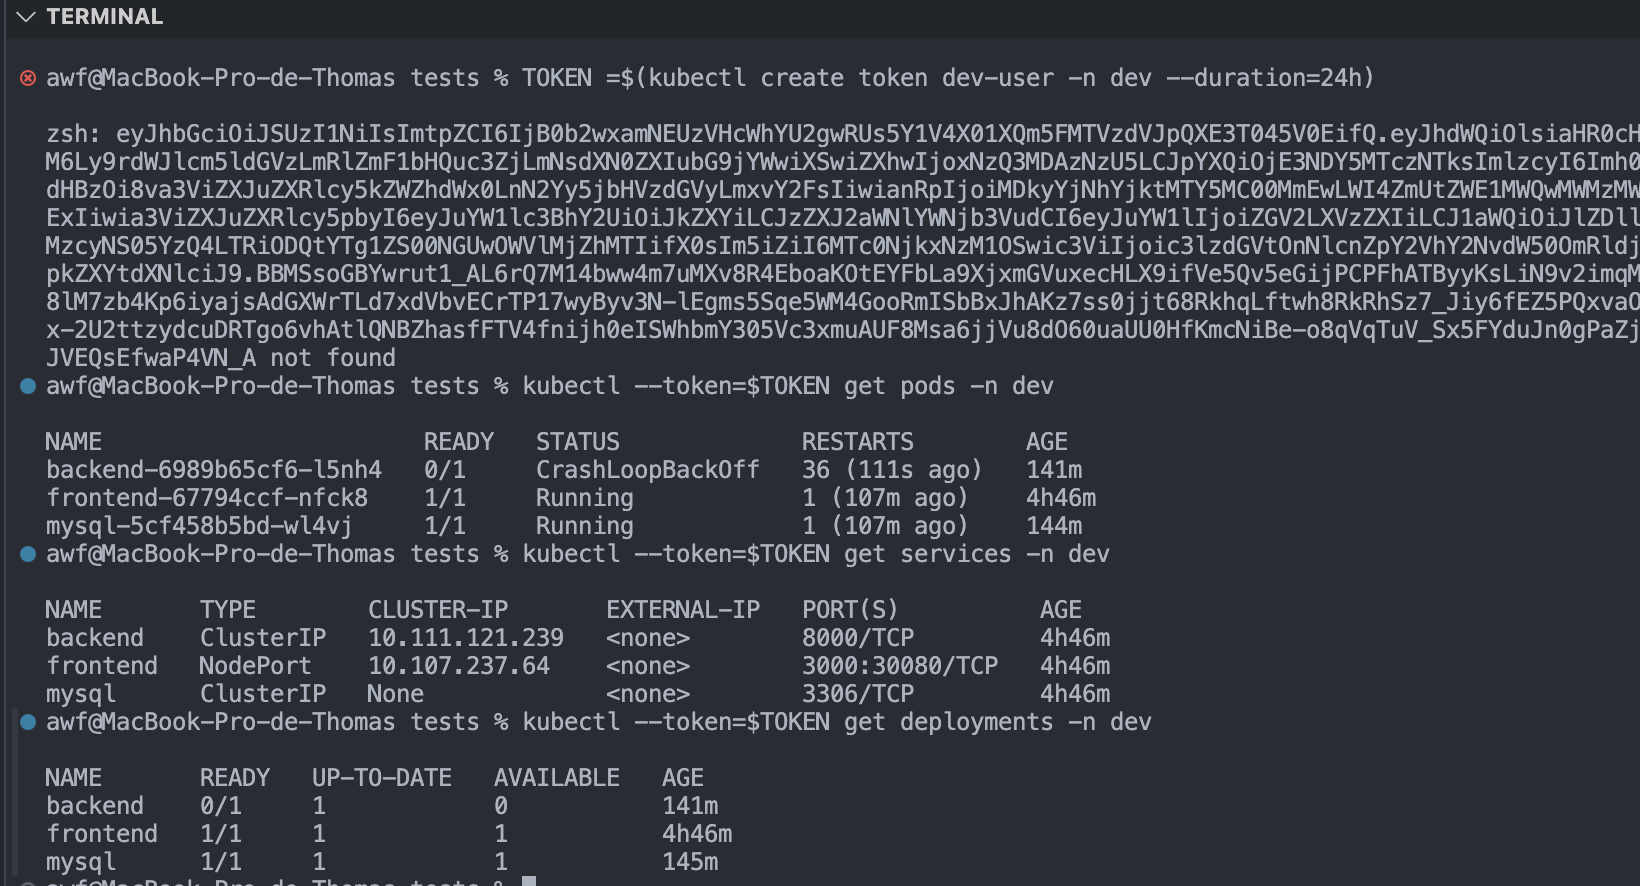 TERMINAL
awf@MacBook-Pro-de-Thomas tests % TOKEN =$(kubectl create token dev-user -n dev --duration=24h)
zsh: eyJhbGciOiJSUzI1NiIsImtpZCI6IjB0b2wxamNEUzVHcWhYU2gwRUs5Y1V4X01XQm5FMTVzdVJpQXE3T045V0EifQ.eyJhdWQiOlsiaHR0cH
M6Ly9rdWJlcm5ldGVzLmRlZmF1bHQuc3ZjLmNsdXN0ZXIubG9jYWwiXSwiZXhwIjoxNzQ3MDAzNzU5LCJpYXQiOjE3NDY5MTczNTksImlzcyI6Imh0
dHBzOi8va3ViZXJuZXRlcy5kZWZhdWx0LnN2Yy5jbHVzdGVyLmxvY2FsIiwianRpIjoiMDkyYjNhYjktMTY5MC00MmEwLWI4ZmUtZWE1MWQwMWMzMW
ExIiwia3ViZXJuZXRlcy5pbyI6eyJuYW1lc3BhY2UiOiJkZXYiLCJzZXJ2aWNlYWNjb3VudCI6eyJuYW1lIjoiZGV2LXVzZXIiLCJ1aWQiOiJlZDll
MzcyNS05YzQ4LTRiODQtYTg1ZS00NGUwOWVlMjZhMTIifX0sIm5iZiI6MTc0NjkxNzM1OSwic3ViIjoic3lzdGVtOnNlcnZpY2VhY2NvdW50OmRldj
pkZXYtdXNlciJ9.BBMSsoGBYwrut1_AL6rQ7M14bww4m7uMXv8R4EboaKOtEYFbLa9XjxmGVuxecHLX9ifVe5Qv5eGijPCPFhATByyKsLiN9v2imqM
8lM7zb4Kp6iyajsAdGXWrTLd7xdVbvECrTP17wyByv3N-lEgms5Sqe5WM4GooRmISbBxJhAKz7ss0jjt68RkhqLftwh8RkRhSz7_Jiy6fEZ5PQxvaO
x-2U2ttzydcuDRTgo6vhAtlQNBZhasfFTV4fnijh0eISWhbmY305Vc3xmuAUF8Msa6jjVu8dO60uaUU0HfKmcNiBe-o8qVqTuV_Sx5FYduJn0gPaZj
JVEQsEfwaP4VN_A not found
awf@MacBook-Pro-de-Thomas tests % kubectl --token=$TOKEN get pods -n dev
NAME READY STATUS RESTARTS AGE
backend-6989b65cf6-l5nh4 0/1 CrashLoopBackOff 36 (111s ago) 141m
frontend-67794ccf-nfck8 1/1 Running 1 (107m ago) 4h46m
mysql-5cf458b5bd-wl4vj 1/1 Running 1 (107m ago) 144m
awf@MacBook-Pro-de-Thomas tests % kubectl --token=$TOKEN get services -n dev
NAME TYPE CLUSTER-IP EXTERNAL-IP PORT(S) AGE
backend ClusterIP 10.111.121.239 <none> 8000/TCP 4h46m
frontend NodePort 10.107.237.64 <none> 3000:30080/TCP 4h46m
mysql ClusterIP None <none> 3306/TCP 4h46m
awf@MacBook-Pro-de-Thomas tests % kubectl --token=$TOKEN get deployments -n dev
NAME READY UP-TO-DATE AVAILABLE AGE
backend 0/1 1 0 141m
frontend 1/1 1 1 4h46m
mysql 1/1 1 1 145m
awf@MacBook-Pro-de-Thomas tests %